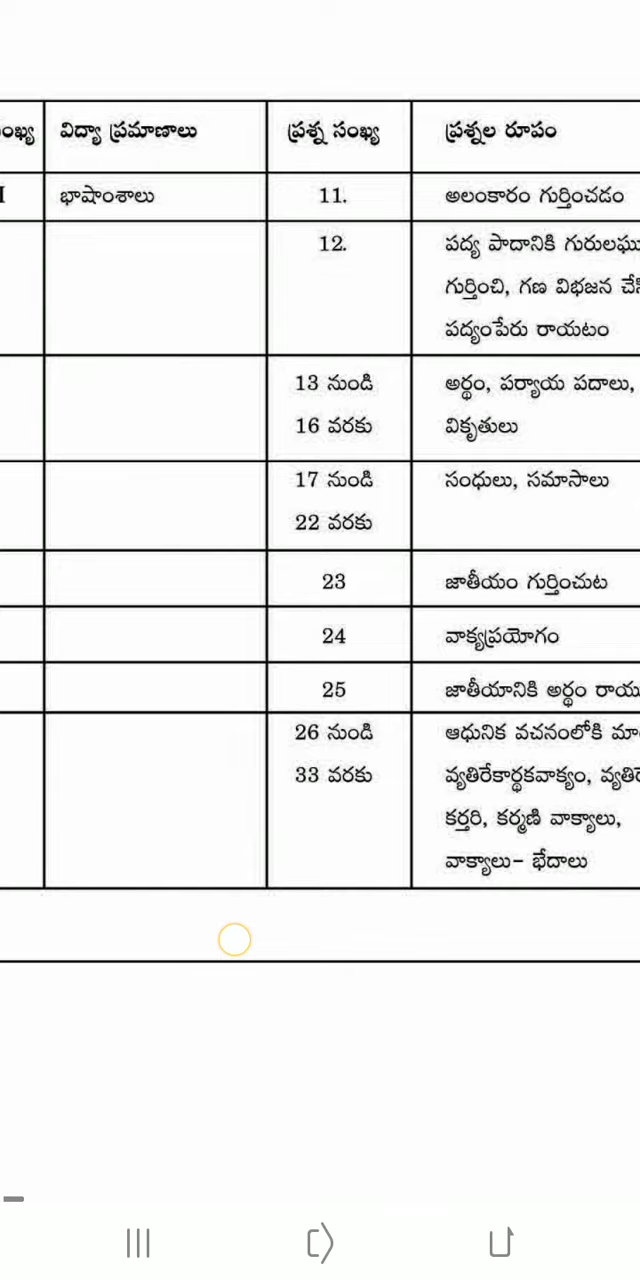 విద్యా ప్రమాణాలు ప్రశ్న సంఖ్య ప్రశ్నల రూపం
భాషాంశాలు 11. అలంకారం గుర్తించడం
12. పద్య పాదానికి
గుర్తించి, గణ విభజన
పద్యంపేరు రాయటం
13 నుండి అర్థం, పర్యాయ పదాలు,
16 వరకు వికృతులు
17 నుండి సంధులు, సమాసాలు
22 వరకు
23 జాతీయం గుర్తించుట
24 వాక్యప్రయోగం
25 జాతీయానికి అర్థం
26 నుండి ఆధునిక వచనంలోకి
33 వరకు వ్యతిరేకార్థకవాక్యం,
కర్తరి, కర్మణి వాక్యాలు,
వాక్యాలు- భేదాలు